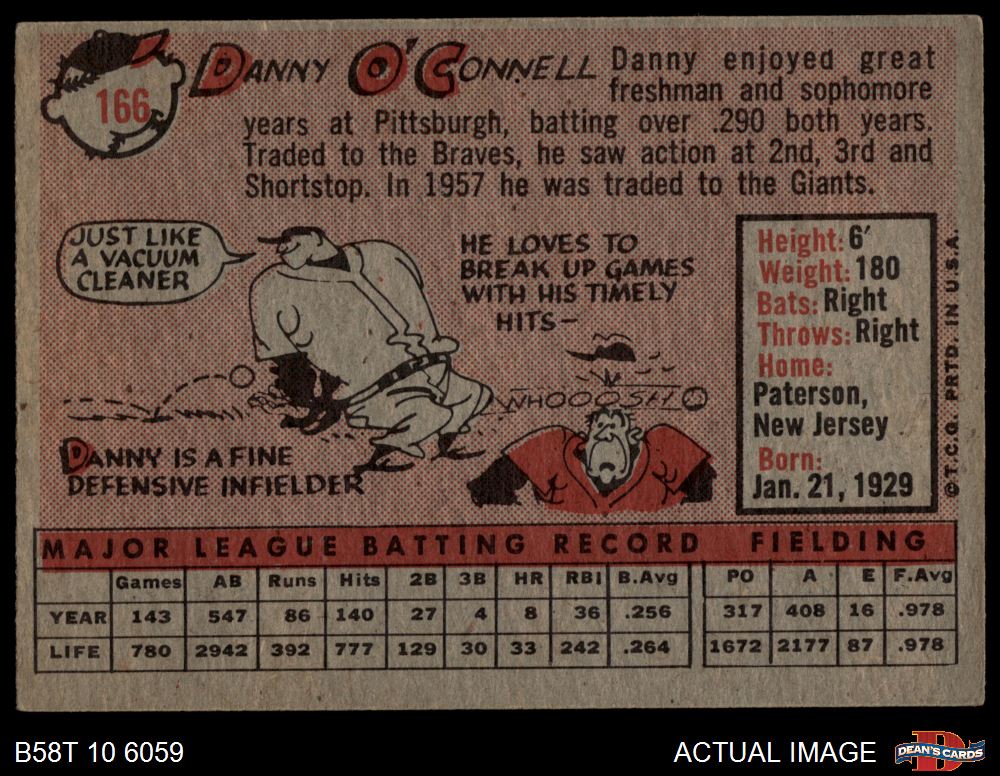 166
DANNY O'CONNELL
Danny enjoyed great
freshman and sophomore
years at Pittsburgh, batting over .290 both years.
Traded to the Braves, he saw action at 2nd, 3rd and
Shortstop. In 1957 he was traded to the Giants.
JUST LIKE
A VACUUM
CLEANER
DANNY IS A FINE
DEFENSIVE INFIELDER
HE LOVES TO
BREAK UP GAMES
WITH HIS TIMELY
HITS—
WHOOOSH
Height: 6'
Weight: 180
Bats: Right
Throws: Right
Home:
Paterson,
New Jersey
Born:
Jan. 21, 1929
© T.C.G. PRTD. IN U.S.A.
MAJOR LEAGUE BATTING RECORD FIELDING
Games AB Runs Hits 2B 3B HR RBI B.Avg PO A E F.Avg
YEAR 143 547 86 140 27 4 8 36 .256 317 408 16 .978
LIFE 780 2942 392 777 129 30 33 242 .264 1672 2177 87 .978
B58T 10 6059
ACTUAL IMAGE
DEAN'S CARDS